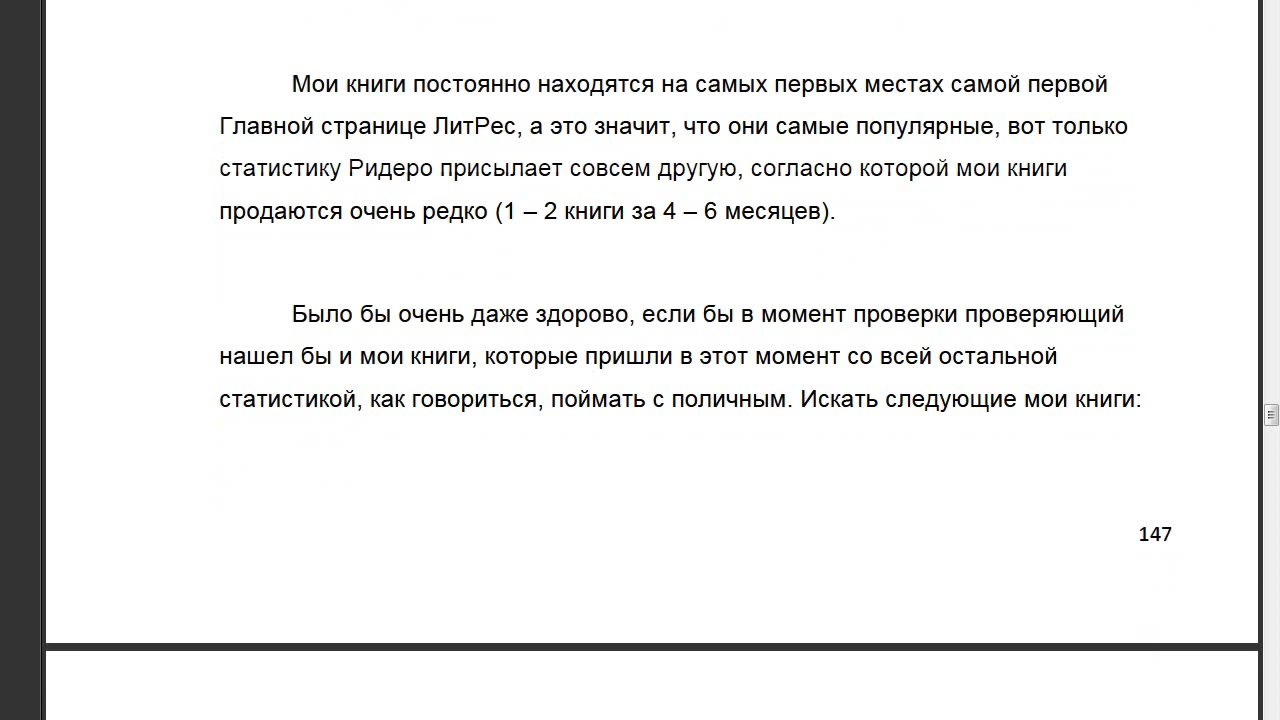 Мои книги постоянно находятся на самых первых местах самой первой
Главной странице ЛитРес, а это значит, что они самые популярные, вот только
статистику Ридеро присылает совсем другую, согласно которой мои книги
продаются очень редко (1 – 2 книги за 4 – 6 месяцев).
Было бы очень даже здорово, если бы в момент проверки проверяющий
нашел бы и мои книги, которые пришли в этот момент со всей остальной
статистикой, как говориться, поймать с поличным. Искать следующие мои книги:
147